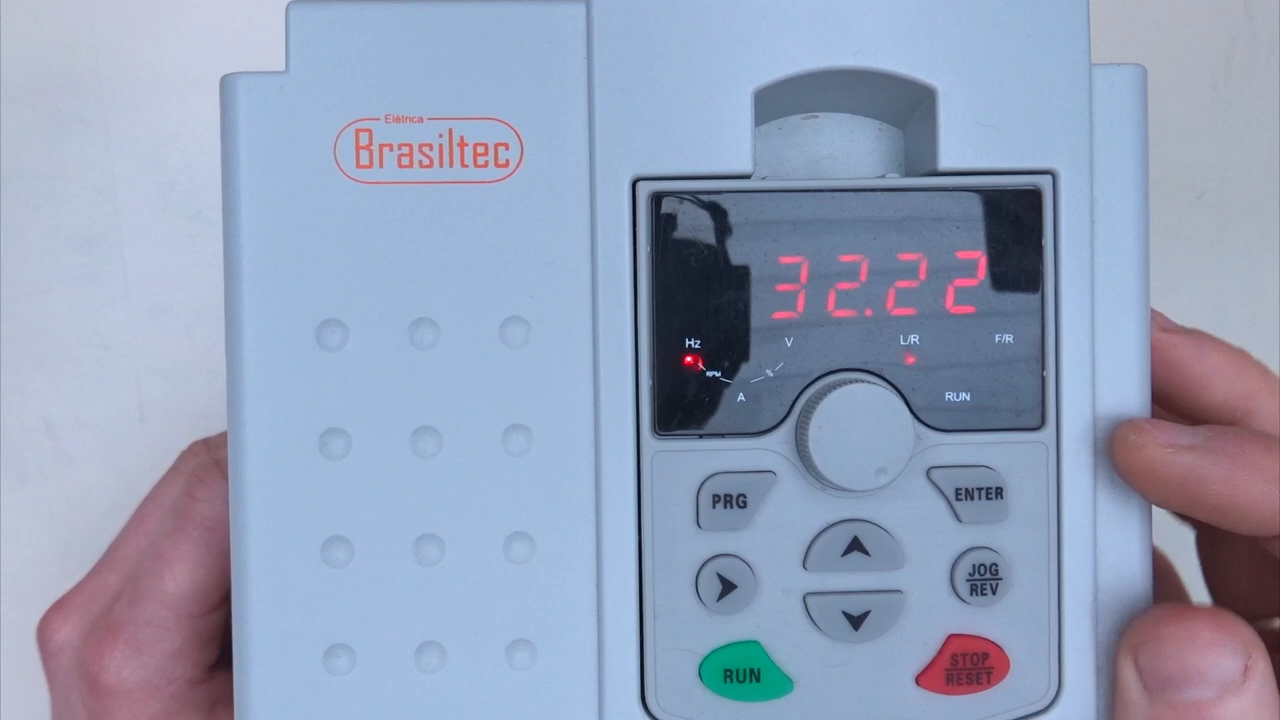 Elétrica
Brasiltec
32.22
Hz
V
L/R
F/R
RPM
%
A
RUN
PRG
ENTER
JOG
REV
RUN
STOP
RESET